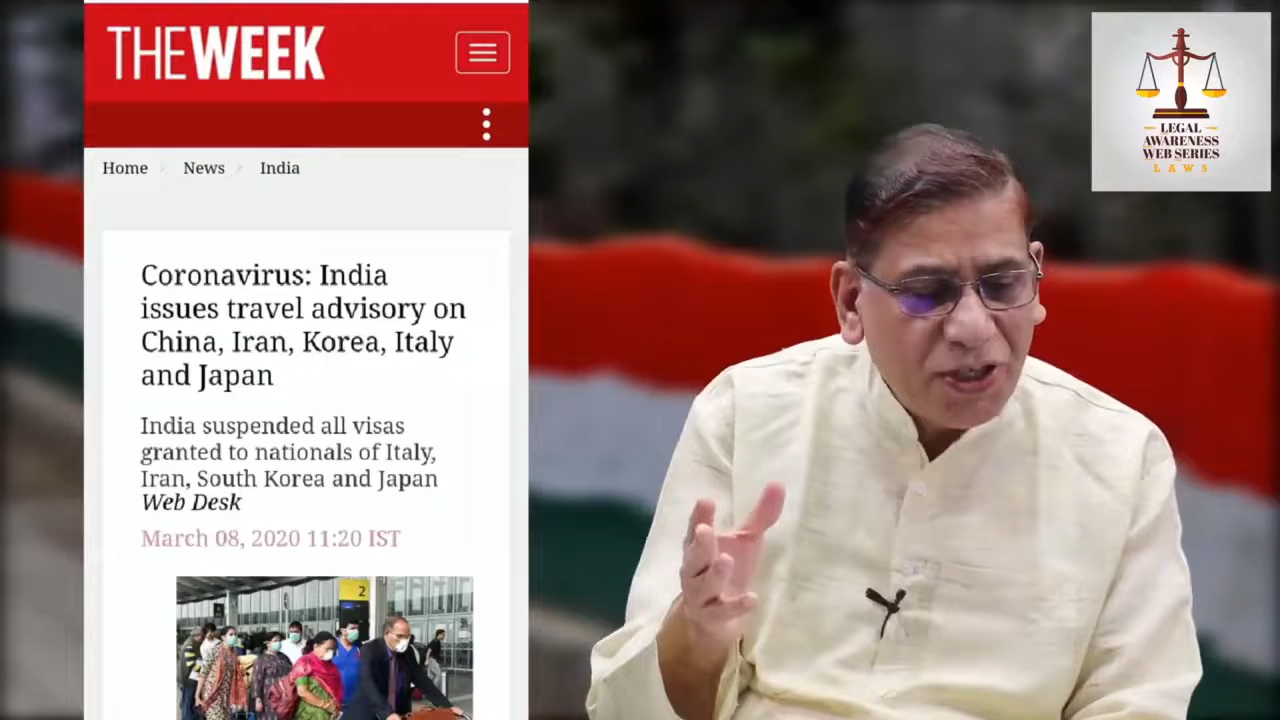 THEWEEK
Home
News
India
Coronavirus: India
issues travel advisory on
China, Iran, Korea, Italy
and Japan
India suspended all visas
granted to nationals of Italy,
Iran, South Korea and Japan
Web Desk
March 08, 2020 11:20 IST
2
LEGAL
AWARENESS
WEB SERIES
LAWS